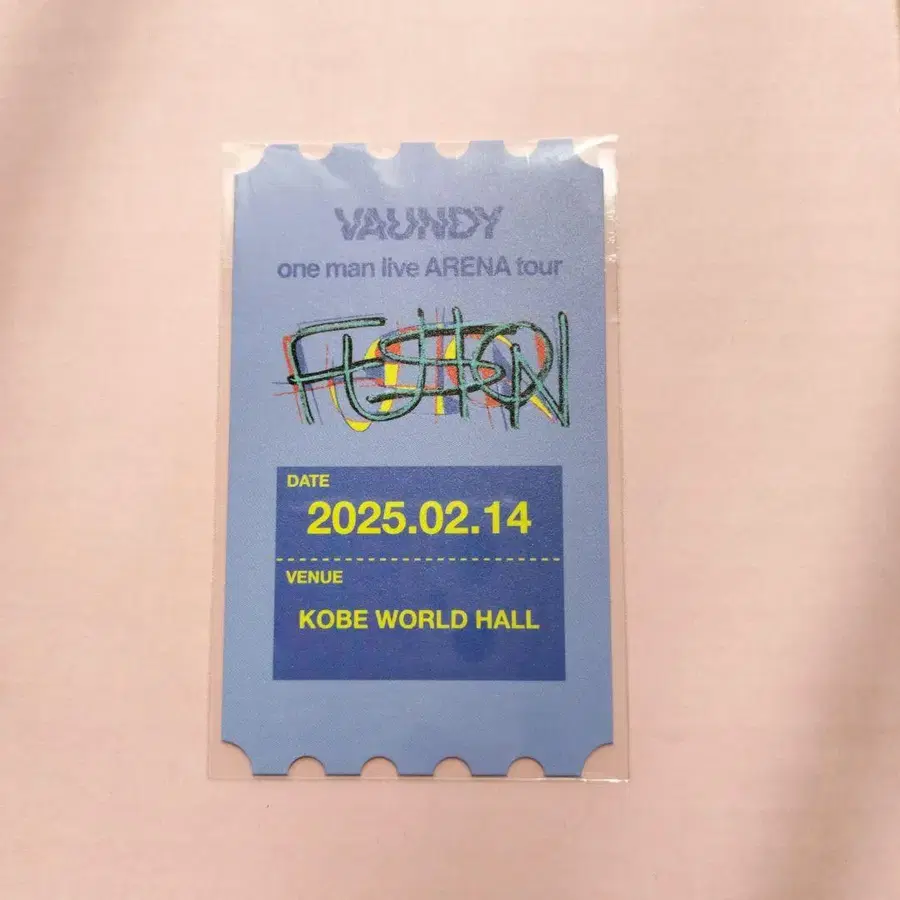 VAUNDY
one man live ARENA tour
FUSION
DATE
2025.02.14
VENUE
KOBE WORLD HALL